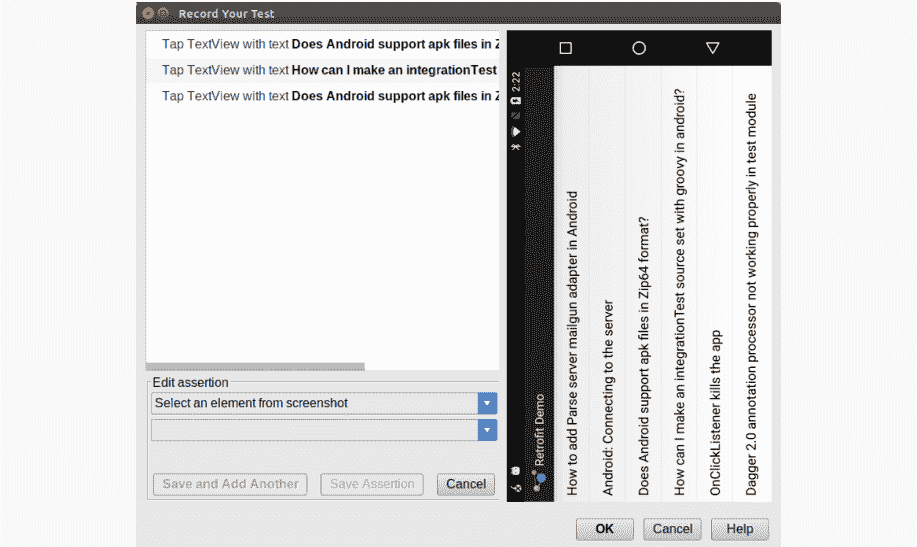 Record Your Test
Tap TextView with text Does Android support apk files in Z
Tap TextView with text How can I make an integrationTest
Tap TextView with text Does Android support apk files in Z
Edit assertion
Select an element from screenshot
Save and Add Another
Save Assertion
Cancel
2:22
Retrofit Demo
How to add Parse server mailgun adapter in Android
Android: Connecting to the server
Does Android support apk files in Zip64 format?
How can I make an integrationTest source set with groovy in android?
OnClickListener kills the app
Dagger 2.0 annotation processor not working properly in test module
OK
Cancel
Help